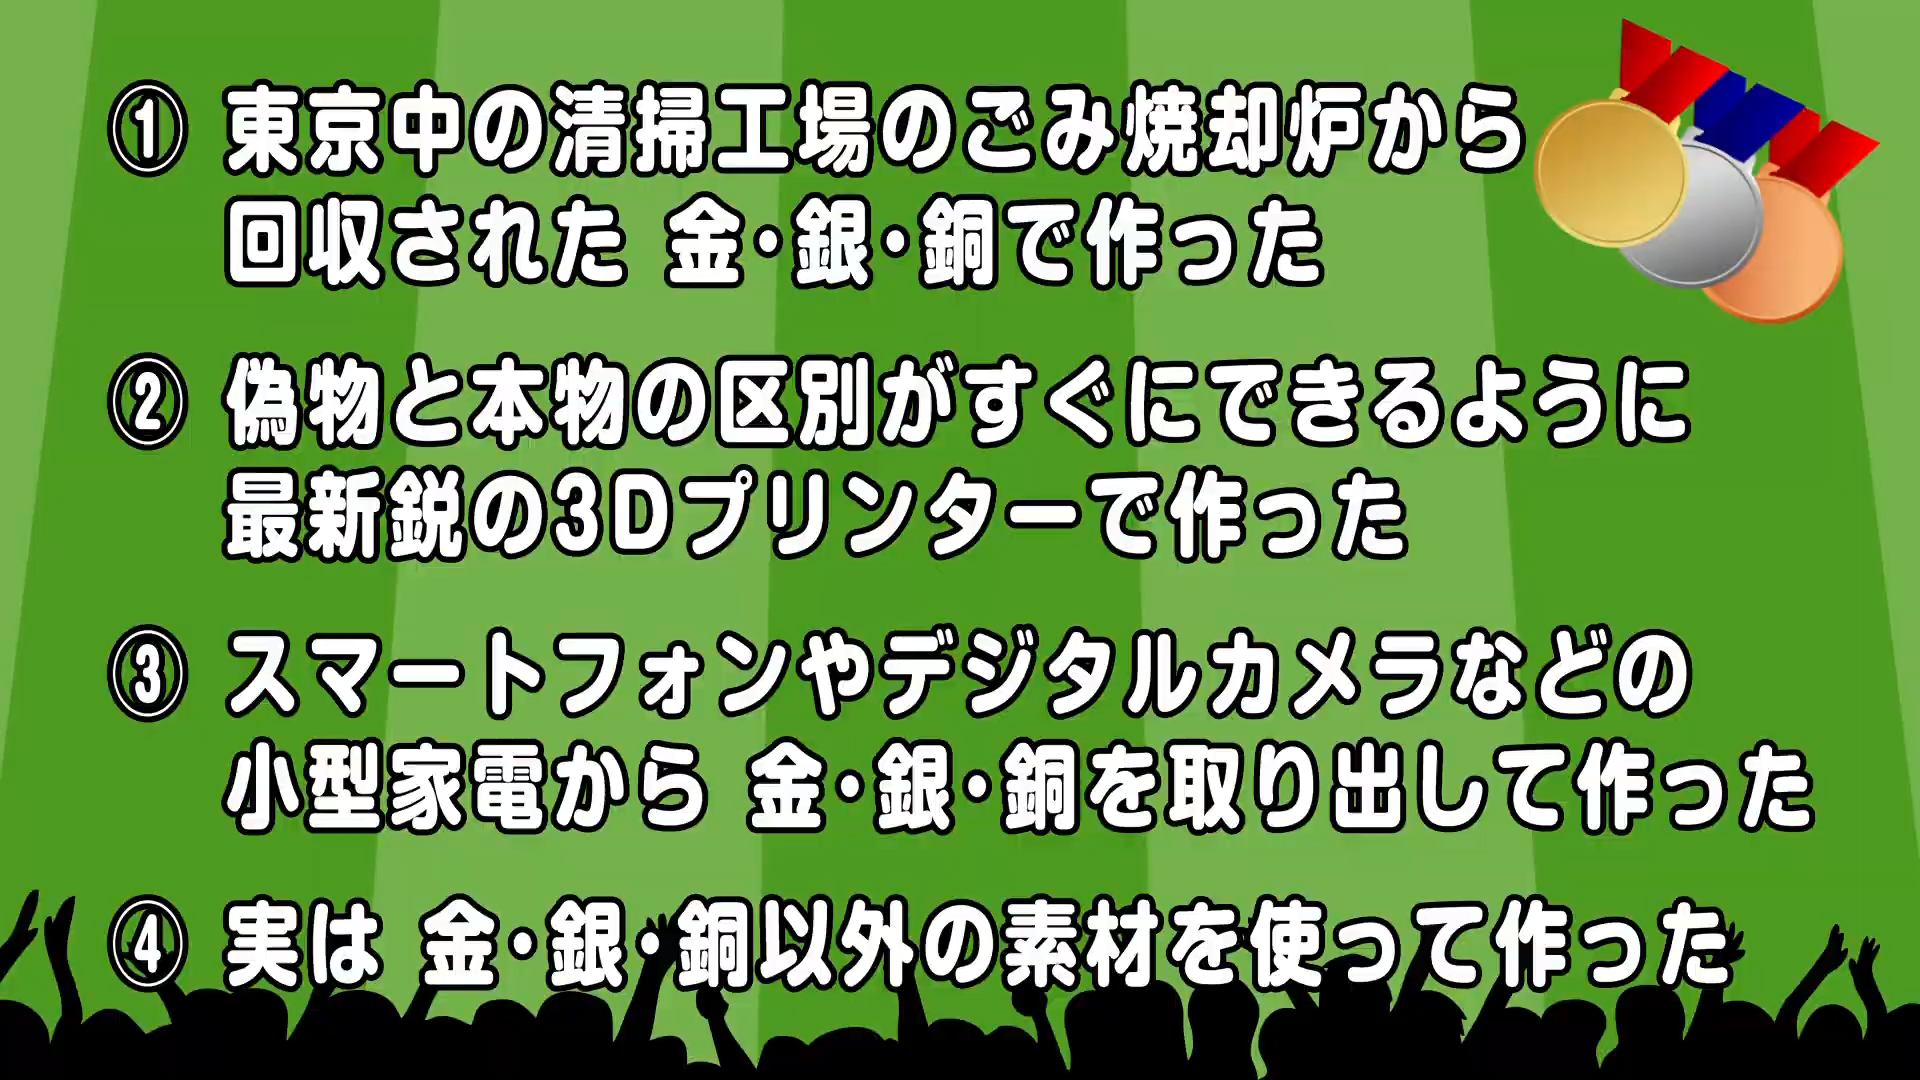 ① 東京中の清掃工場のごみ焼却炉から
回収された 金・銀・銅で作った
② 偽物と本物の区別がすぐにできるように
最新鋭の3Dプリンターで作った
③ スマートフォンやデジタルカメラなどの
小型家電から 金・銀・銅を取り出して作った
④ 実は 金・銀・銅以外の素材を使って作った